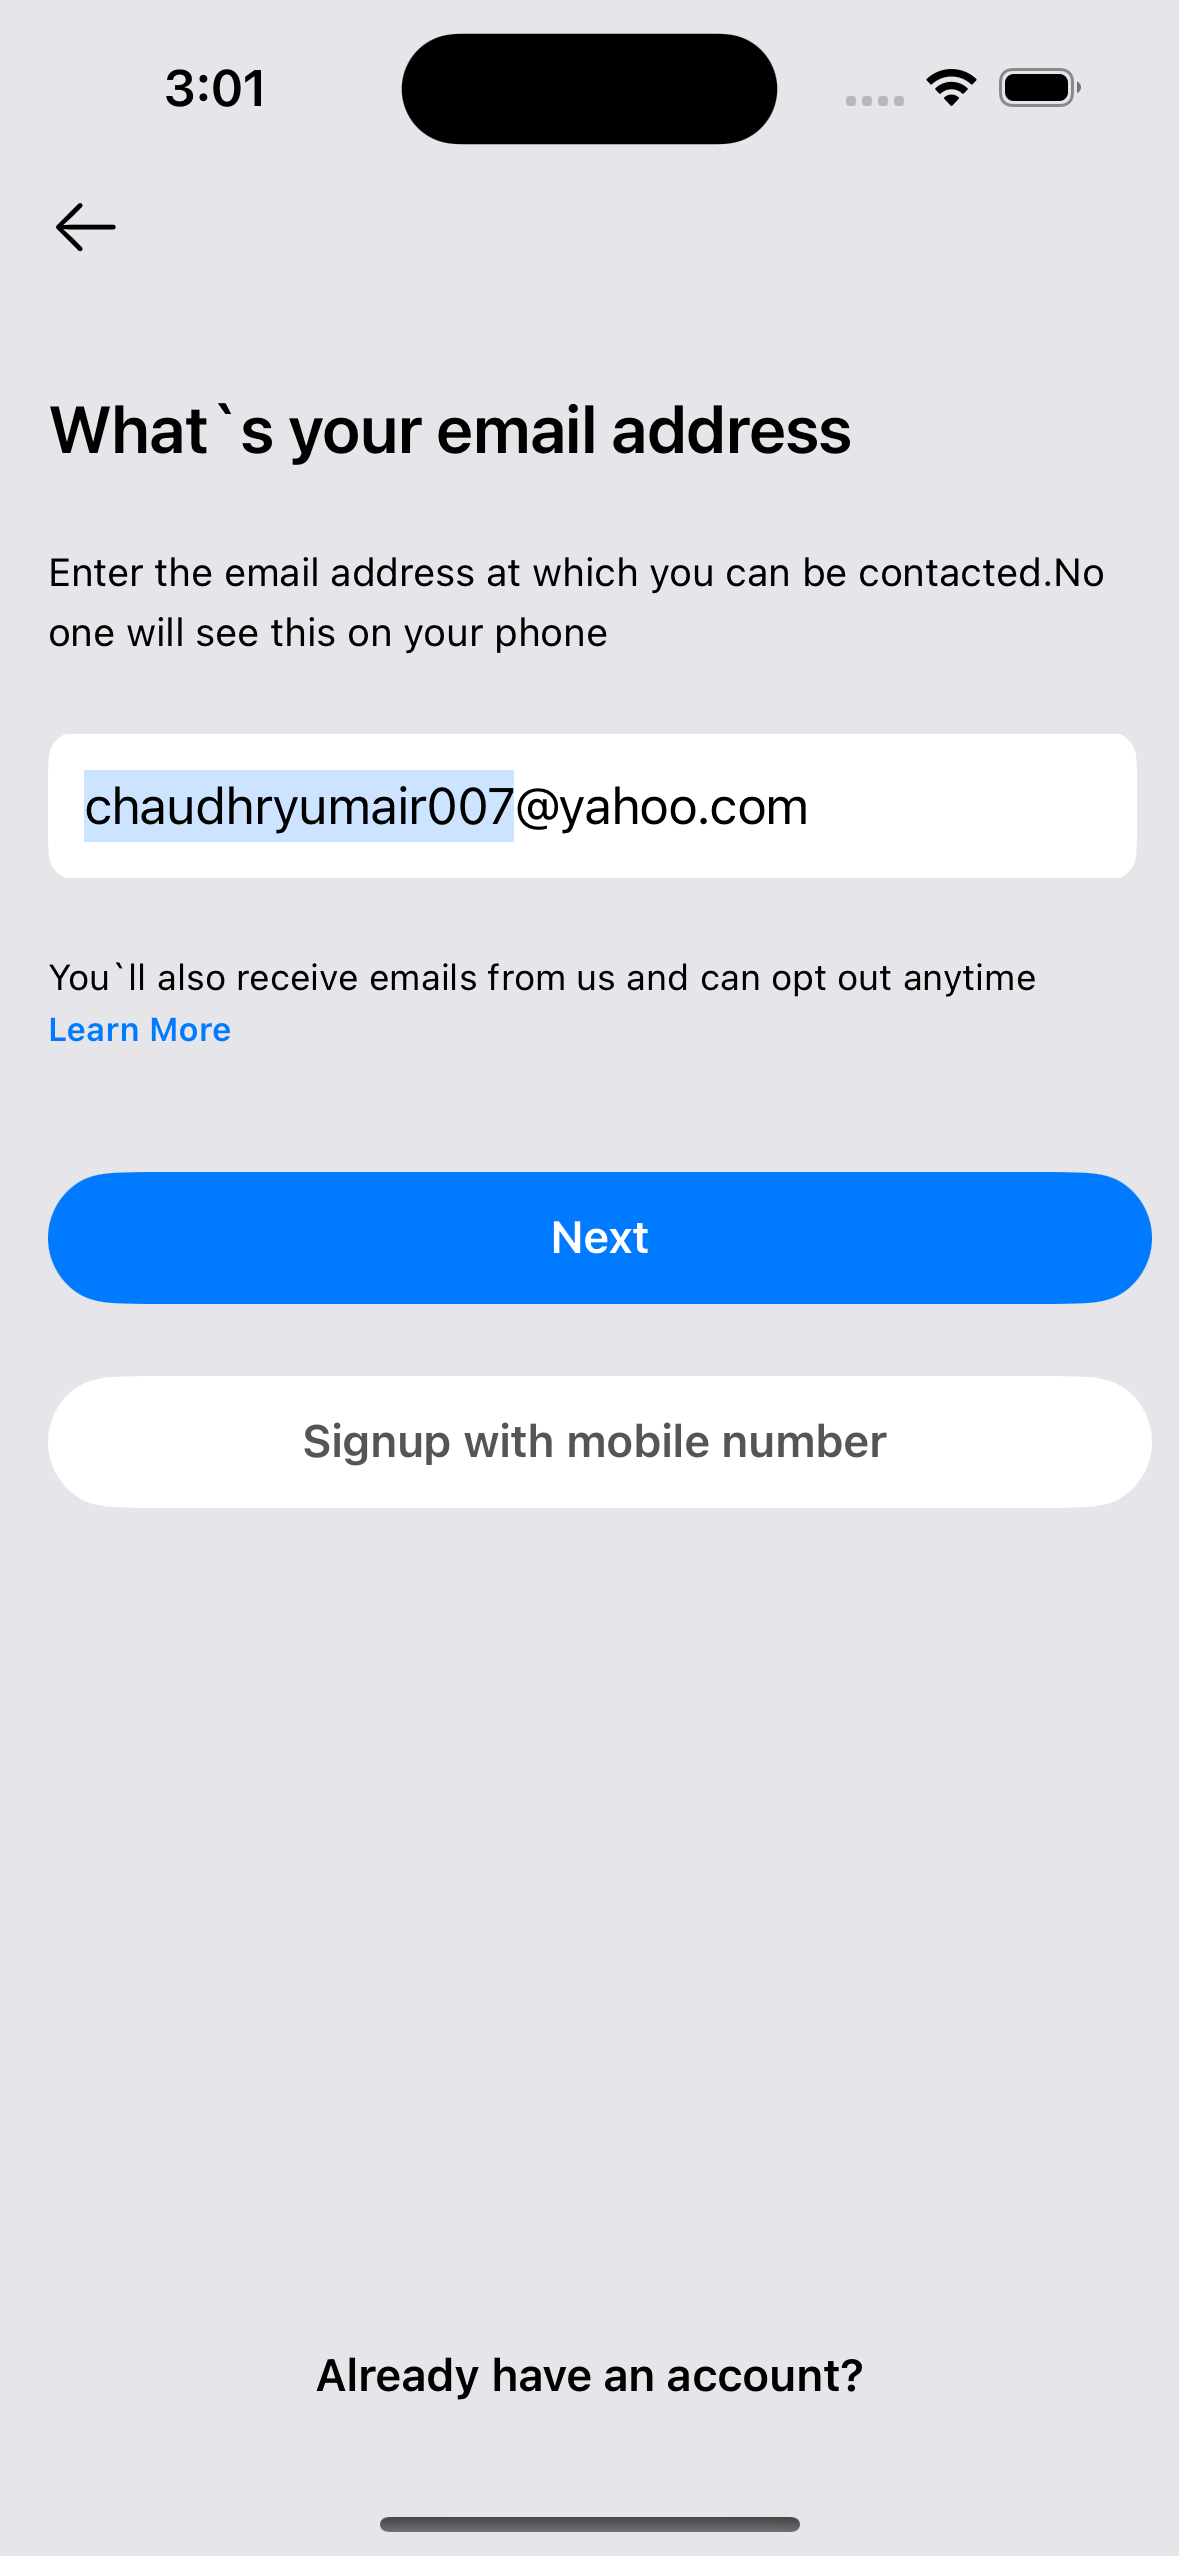 3:01
What`s your email address
Enter the email address at which you can be contacted.No
one will see this on your phone
chaudhryumair007@yahoo.com
You`ll also receive emails from us and can opt out anytime
Learn More
Next
Signup with mobile number
Already have an account?